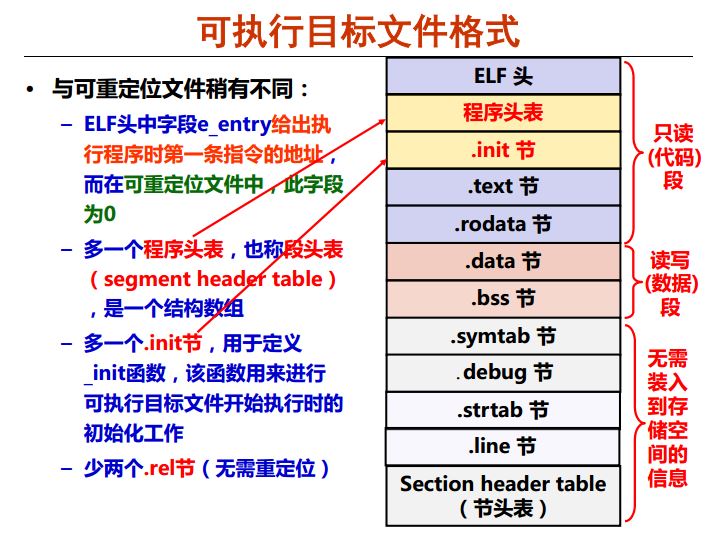 可执行目标文件格式
• 与可重定位文件稍有不同：
– ELF头中字段e_entry给出执
行程序时第一条指令的地址，
而在可重定位文件中，此字段
为0
– 多一个程序头表，也称段头表
（segment header table）
，是一个结构数组
– 多一个.init节，用于定义
_init函数，该函数用来进行
可执行目标文件开始执行时的
初始化工作
– 少两个.rel节（无需重定位）
ELF 头
程序头表
.init 节
.text 节
.rodata 节
.data 节
.bss 节
.symtab 节
.debug 节
.strtab 节
.line 节
Section header table
（节头表）
只读
(代码)
段
读写
(数据)
段
无需
装入
到存
储空
间的
信息